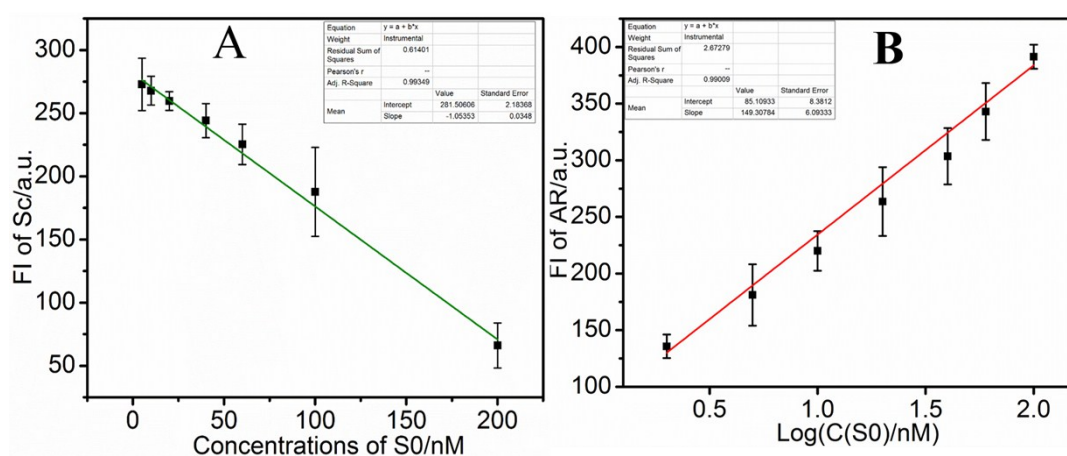 A
Equation y = a + b*x
Weight Instrumental
Residual Sum of Squares 0.61401
Pearson's r --
Adj. R-Square 0.99349
Value Standard Error
Mean Intercept 281.50606 2.18368
Slope -1.05353 0.0348
FI of Sc/a.u.
300
250
200
150
100
50
0 50 100 150 200
Concentrations of S0/nM
B
Equation y = a + b*x
Weight Instrumental
Residual Sum of Squares 2.67279
Pearson's r --
Adj. R-Square 0.99009
Value Standard Error
Mean Intercept 85.10933 8.3812
Slope 149.30784 6.09333
FI of AR/a.u.
400
350
300
250
200
150
100
0.5 1.0 1.5 2.0
Log(C(S0)/nM)